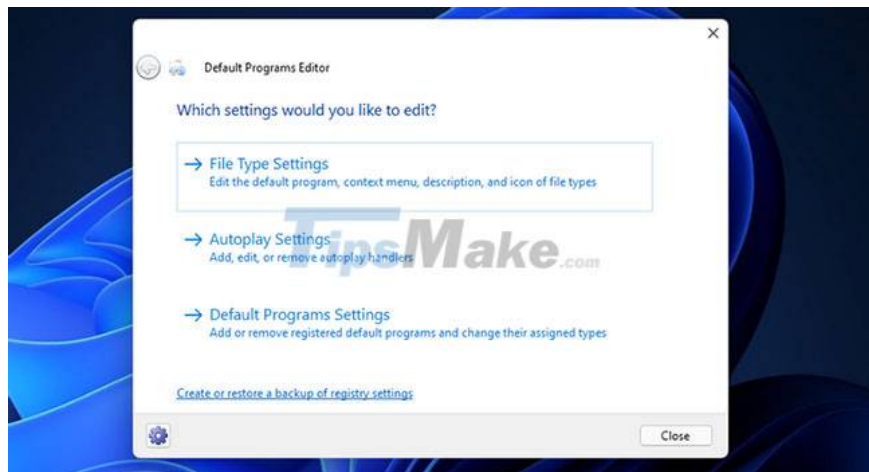 Default Programs Editor
Which settings would you like to edit?
File Type Settings
Edit the default program, context menu, description, and icon of file types
Autoplay Settings
Add, edit, or remove autoplay handlers
TipsMake.com
Default Programs Settings
Add or remove registered default programs and change their assigned types
Create or restore a backup of registry settings
Close